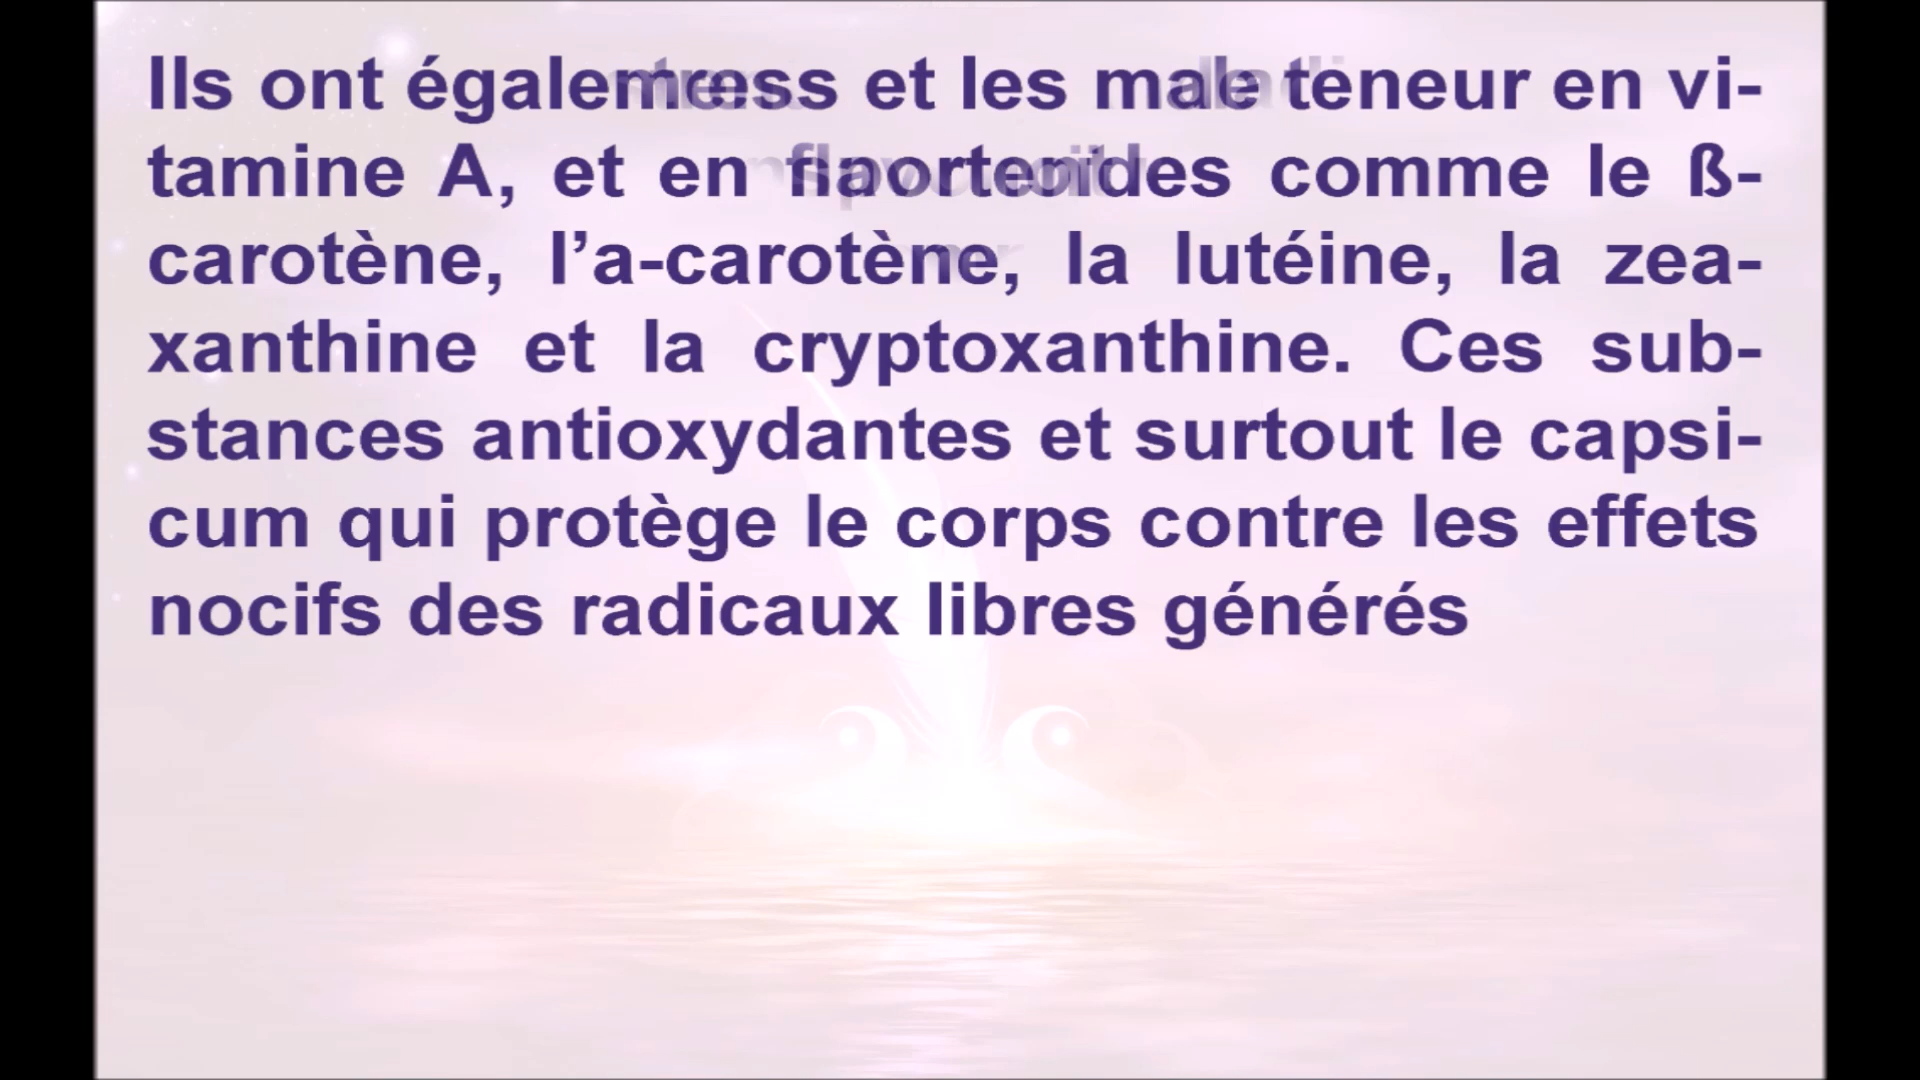 Ils ont et les teneur en vi-
tamine A, et en comme le ß-
carotène, l’a-carotène, la lutéine, la zea-
xanthine et la cryptoxanthine. Ces sub-
stances antioxydantes et surtout le capsi-
cum qui protège le corps contre les effets
nocifs des radicaux libres générés